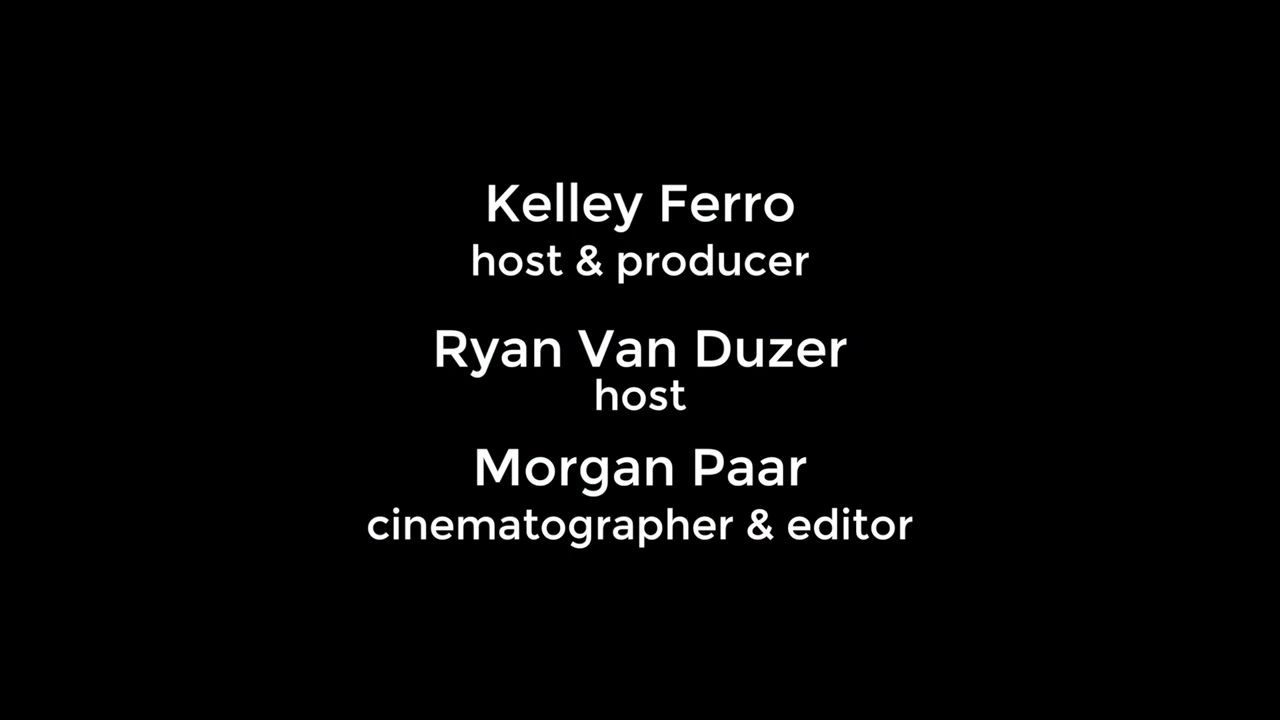 Kelley Ferro
host & producer
Ryan Van Duzer
host
Morgan Paar
cinematographer & editor